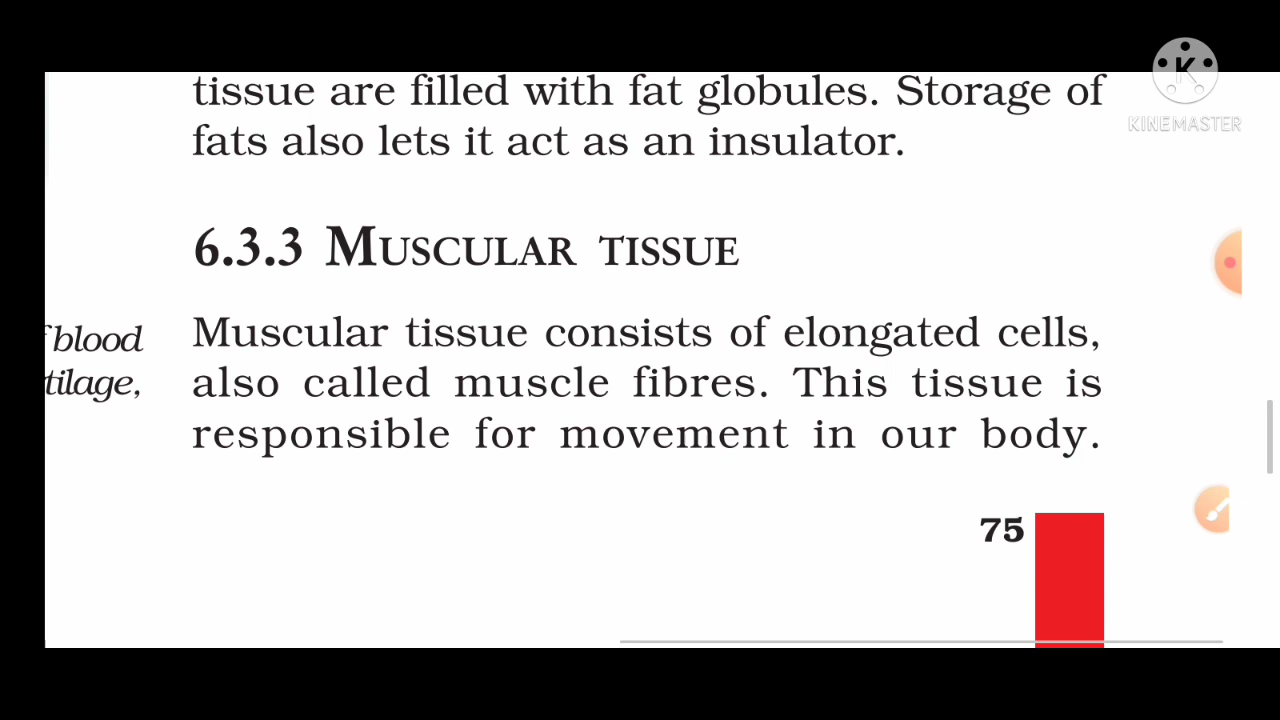 tissue are filled with fat globules. Storage of
fats also lets it act as an insulator.
6.3.3 MUSCULAR TISSUE
blood
Muscular tissue consists of elongated cells,
tilage,
also called muscle fibres. This tissue is
responsible for movement in our body.
75
K
KINEMASTER